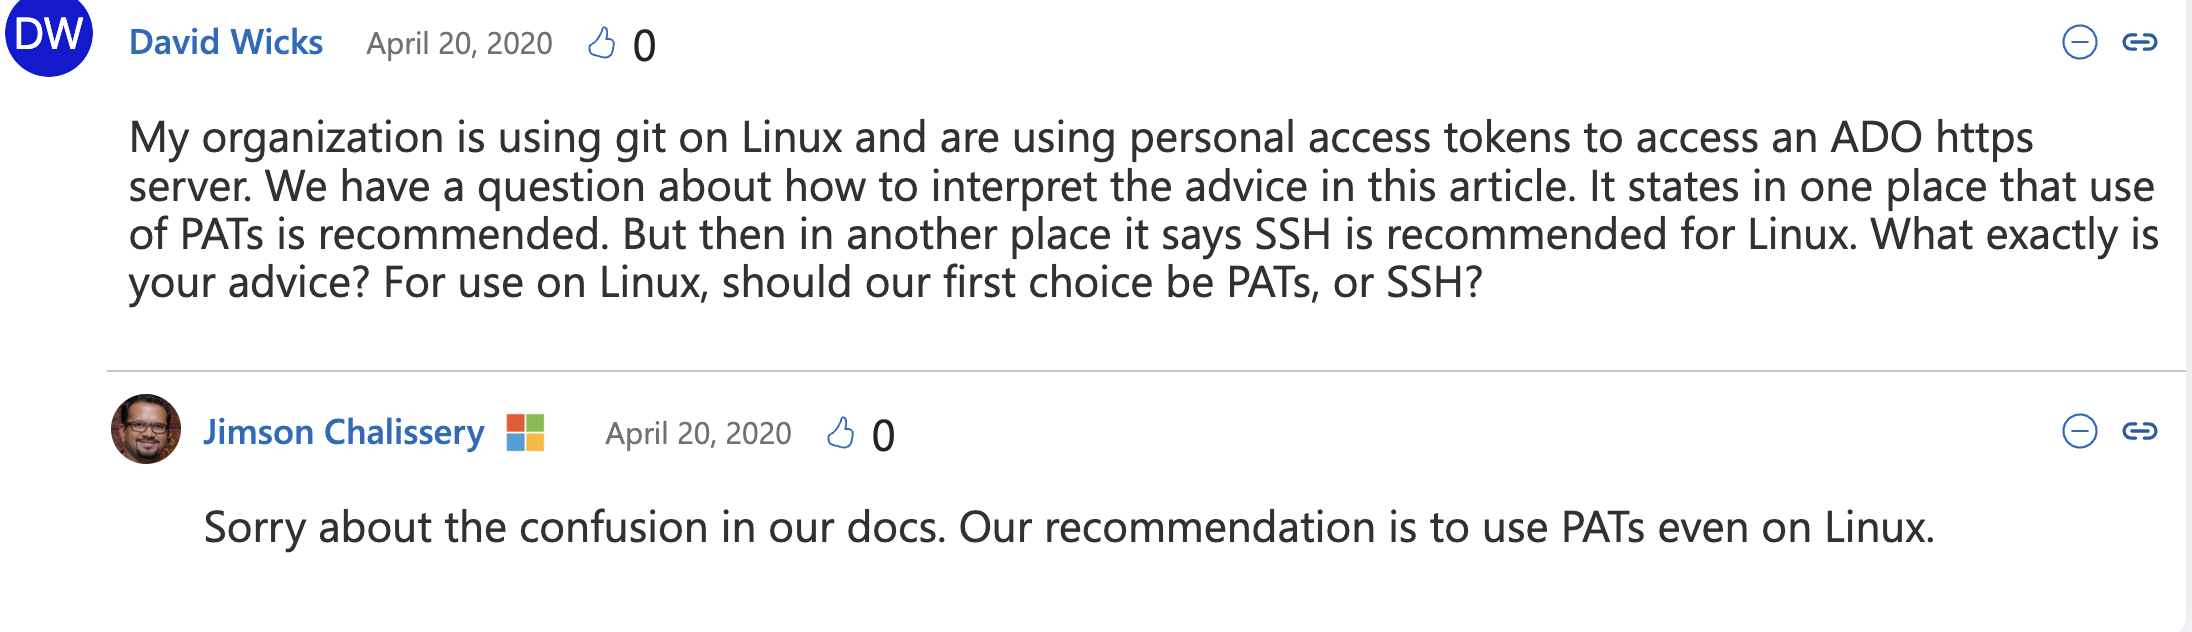 DW
David Wicks April 20, 2020 0
My organization is using git on Linux and are using personal access tokens to access an ADO https
server. We have a question about how to interpret the advice in this article. It states in one place that use
of PATs is recommended. But then in another place it says SSH is recommended for Linux. What exactly is
your advice? For use on Linux, should our first choice be PATs, or SSH?
Jimson Chalissery April 20, 2020 0
Sorry about the confusion in our docs. Our recommendation is to use PATs even on Linux.